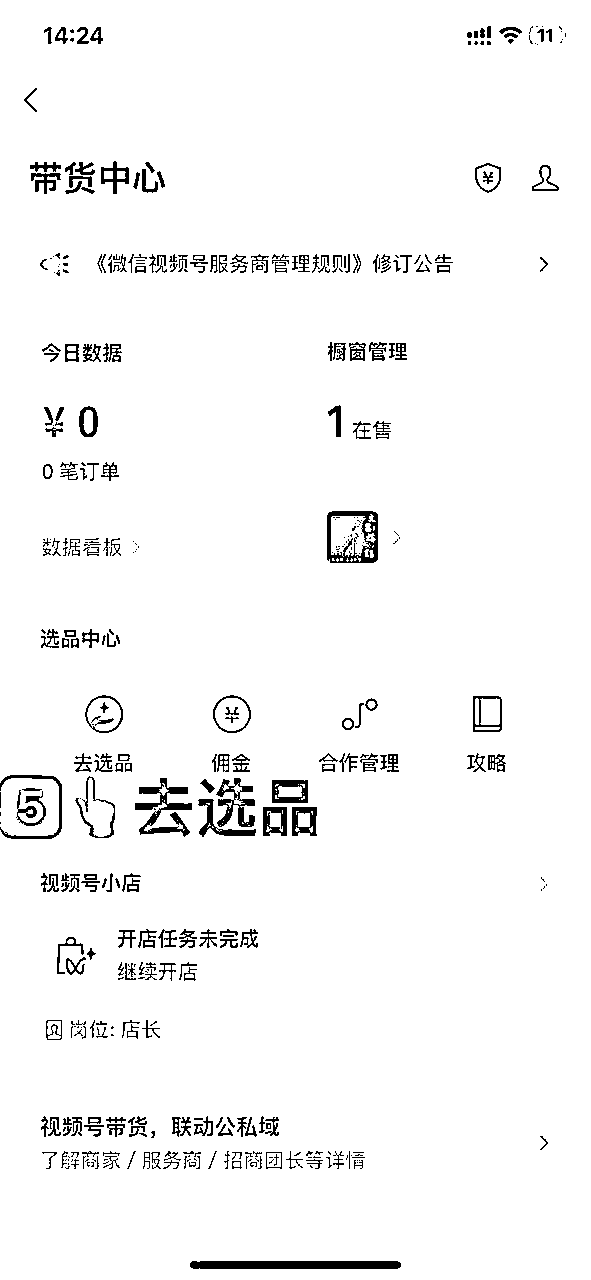 14:24
11
带货中心
《微信视频号服务商管理规则》修订公告
今日数据
橱窗管理
¥ 0
1 在售
0 笔订单
数据看板
选品中心
去选品
佣金
合作管理
攻略
5 去选品
视频号小店
开店任务未完成
继续开店
岗位: 店长
视频号带货，联动公私域
了解商家 / 服务商 / 招商团长等详情